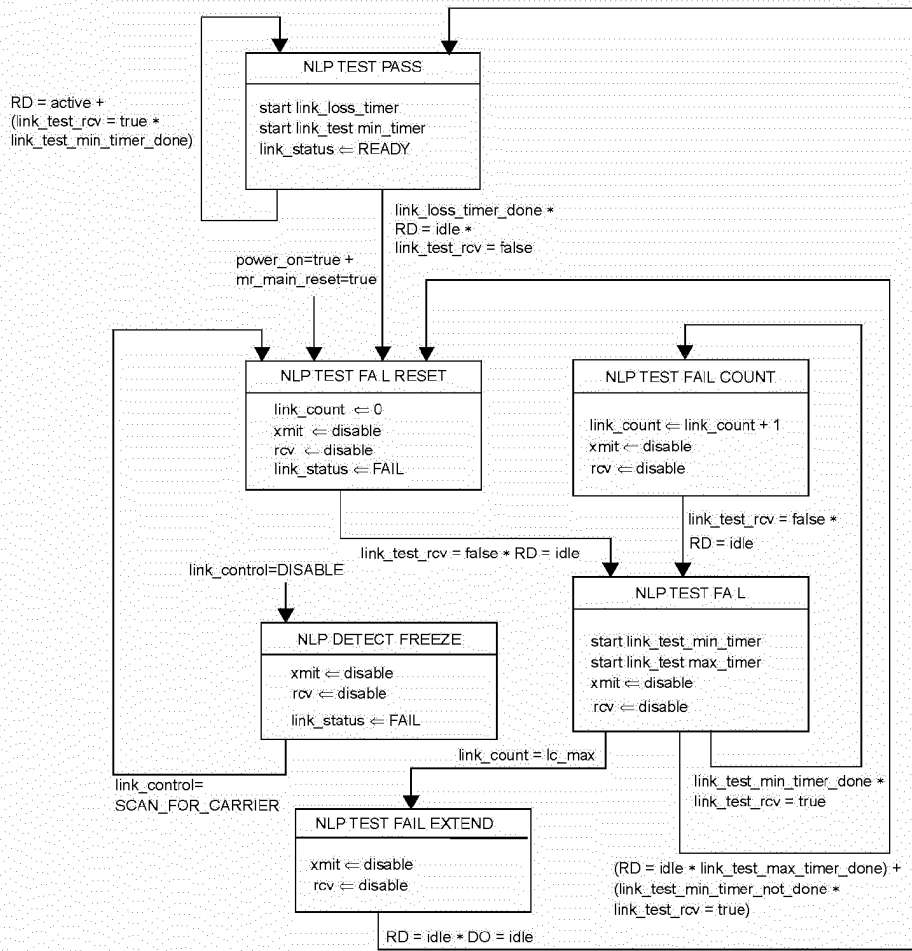 NLP TEST PASS
start link_loss_timer
start link_test min_timer
link_status ⇐ READY
RD = active +
(link_test_rcv = true *
link_test_min_timer_done)
link_loss_timer_done *
RD = idle *
link_test_rcv = false
power_on=true +
mr_main_reset=true
NLP TEST FA L RESET
link_count ⇐ 0
xmit ⇐ disable
rcv ⇐ disable
link_status ⇐ FAIL
NLP TEST FAIL COUNT
link_count ⇐ link_count + 1
xmit ⇐ disable
rcv ⇐ disable
link_test_rcv = false *
RD = idle
link_test_rcv = false * RD = idle
link_control=DISABLE
NLP DETECT FREEZE
xmit ⇐ disable
rcv ⇐ disable
link_status ⇐ FAIL
NLP TEST FA L
start link_test_min_timer
start link_test max_timer
xmit ⇐ disable
rcv ⇐ disable
link_count = lc_max
link_control=
SCAN_FOR_CARRIER
link_test_min_timer_done *
link_test_rcv = true
NLP TEST FAIL EXTEND
xmit ⇐ disable
rcv ⇐ disable
(RD = idle * link_test_max_timer_done) +
(link_test_min_timer_not_done *
link_test_rcv = true)
RD = idle * DO = idle